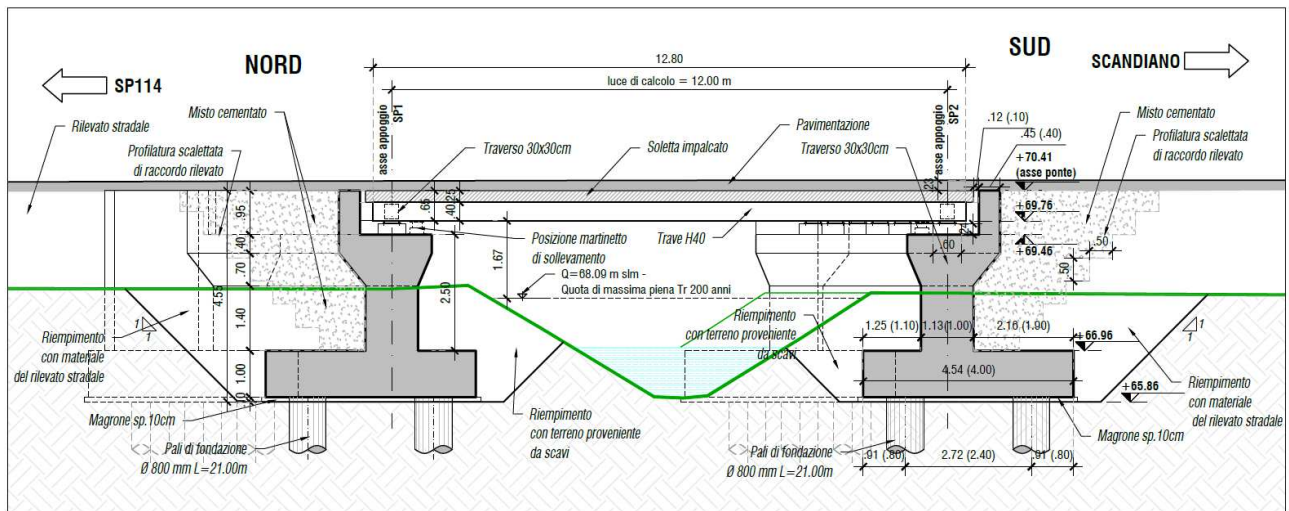 NORD
SUD
12.80
luce di calcolo = 12.00 m
SP114
SCANDIANO
asse appoggio
SP1
asse appoggio
SP2
Rilevato stradale
Misto cementato
Profilatura scalettata
di raccordo rilevato
Traverso 30x30cm
Soletta impalcato
Pavimentazione
Traverso 30x30cm
.12 (.10)
.45 (.40)
Misto cementato
Profilatura scalettata
di raccordo rilevato
+70.41
(asse ponte)
+69.76
+69.46
.23
.25
.40
.65
.95
.40
.70
1.40
1.00
.10
4.55
2.50
1.67
.21
.60
.50
.50
Posizione martinetto
di sollevamento
Trave H40
Q=68.09 m slm -
Quota di massima piena Tr 200 anni
Riempimento
con materiale
del rilevato stradale
1
1
Riempimento
con terreno proveniente
da scavi
1.25 (1.10)
1.13 (1.00)
2.16 (1.90)
+66.96
1
1
4.54 (4.00)
+65.86
Riempimento
con materiale
del rilevato stradale
Magrone sp.10cm
Riempimento
con terreno proveniente
da scavi
Magrone sp.10cm
Pali di fondazione
Ø 800 mm L=21.00m
Pali di fondazione
Ø 800 mm L=21.00m
.91 (.80)
2.72 (2.40)
.91 (.80)